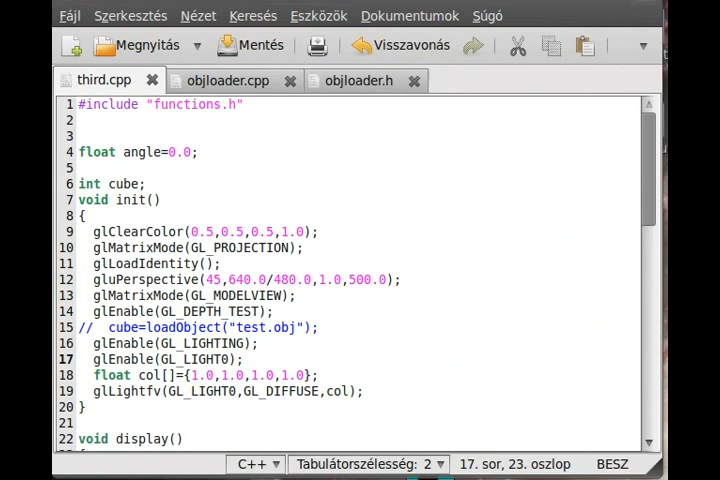 Fájl Szerkesztés Nézet Keresés Eszközök Dokumentumok Súgó
Megnyitás Mentés Visszavonás
third.cpp objloader.cpp objloader.h
1 #include "functions.h"
2
3
4 float angle=0.0;
5
6 int cube;
7 void init()
8 {
9 glClearColor(0.5,0.5,0.5,1.0);
10 glMatrixMode(GL_PROJECTION);
11 glLoadIdentity();
12 gluPerspective(45,640.0/480.0,1.0,500.0);
13 glMatrixMode(GL_MODELVIEW);
14 glEnable(GL_DEPTH_TEST);
15 // cube=loadObject("test.obj");
16 glEnable(GL_LIGHTING);
17 glEnable(GL_LIGHT0);
18 float col[]={1.0,1.0,1.0,1.0};
19 glLightfv(GL_LIGHT0,GL_DIFFUSE,col);
20 }
21
22 void display()
C++ Tabulátorszélesség: 2 17. sor, 23. oszlop BESZ